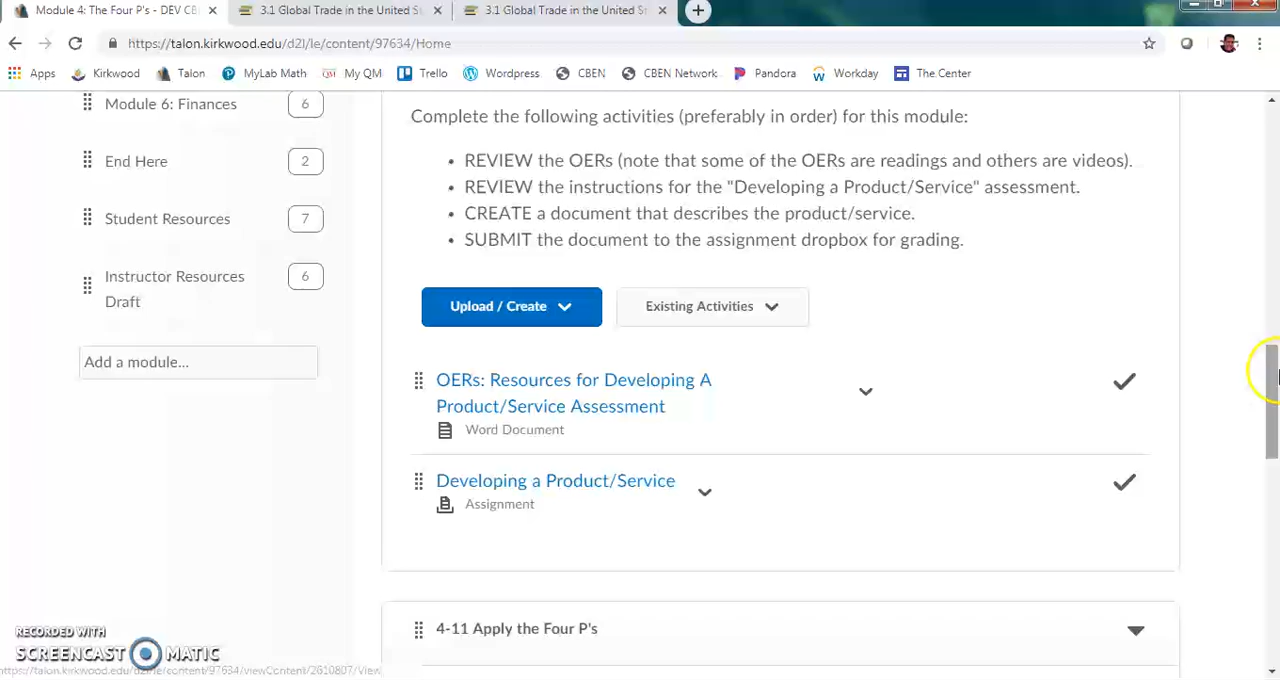 Module 4: The Four P's - DEV CB
3.1 Global Trade in the United S
3.1 Global Trade in the United St
https://talon.kirkwood.edu/d2l/le/content/97634/Home
Apps Kirkwood Talon MyLab Math My QM Trello Wordpress CBEN CBEN Network Pandora Workday The Center
Module 6: Finances 6
End Here 2
Student Resources 7
Instructor Resources Draft 6
Add a module...
Complete the following activities (preferably in order) for this module:
• REVIEW the OERs (note that some of the OERs are readings and others are videos).
• REVIEW the instructions for the "Developing a Product/Service" assessment.
• CREATE a document that describes the product/service.
• SUBMIT the document to the assignment dropbox for grading.
Upload / Create
Existing Activities
OERs: Resources for Developing A
Product/Service Assessment
Word Document
Developing a Product/Service
Assignment
4-11 Apply the Four P's
RECORDED WITH
SCREENCAST MATIC
https://talon.kirkwood.edu/d2l/le/content/97634/viewContent/2610807/View